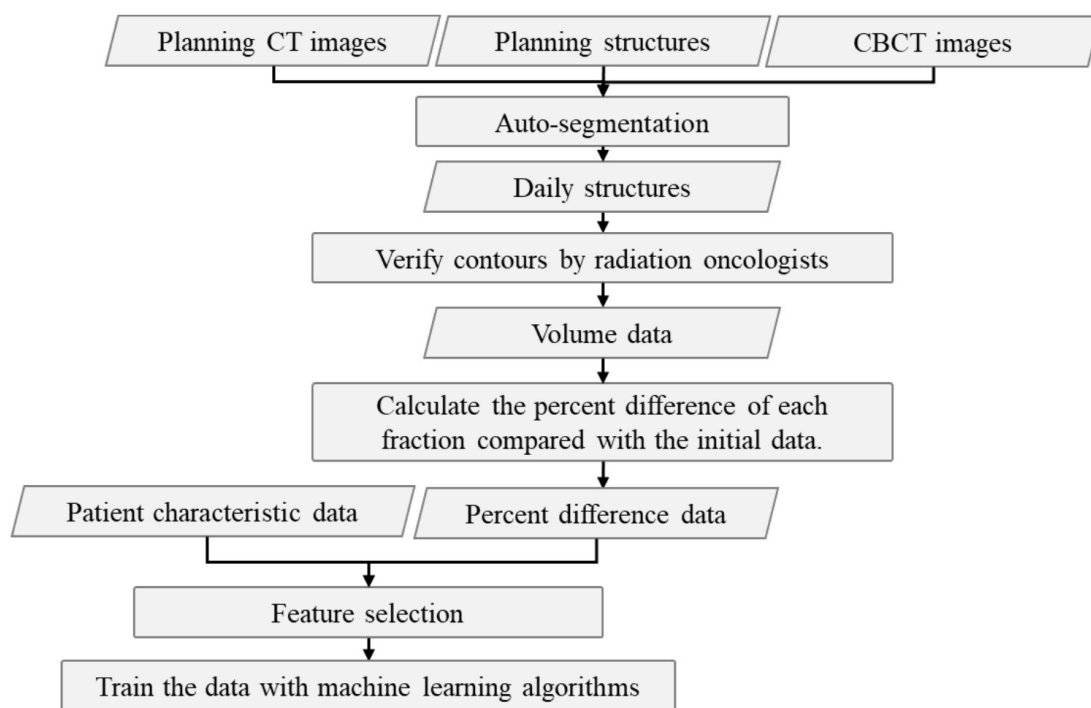 Planning CT images
Planning structures
CBCT images
Auto-segmentation
Daily structures
Verify contours by radiation oncologists
Volume data
Calculate the percent difference of each
fraction compared with the initial data.
Patient characteristic data
Percent difference data
Feature selection
Train the data with machine learning algorithms